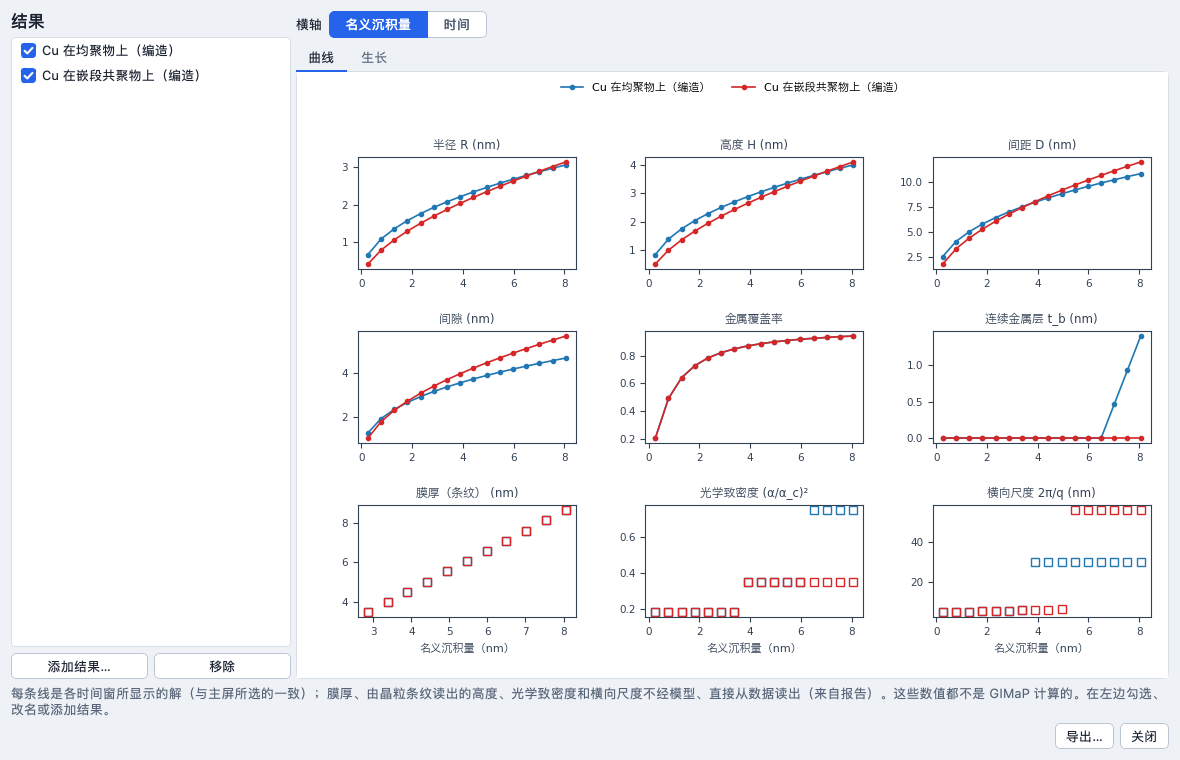 结果
Cu 在均聚物上（编造）
Cu 在嵌段共聚物上（编造）
添加结果...
移除
横轴
名义沉积量
时间
曲线
生长
Cu 在均聚物上（编造）
Cu 在嵌段共聚物上（编造）
半径 R (nm)
3
2
1
0 2 4 6 8
高度 H (nm)
4
3
2
1
0 2 4 6 8
间距 D (nm)
10.0
7.5
5.0
2.5
0 2 4 6 8
间隙 (nm)
4
2
0 2 4 6 8
金属覆盖率
0.8
0.6
0.4
0.2
0 2 4 6 8
连续金属层 t_b (nm)
1.0
0.5
0.0
0 2 4 6 8
膜厚（条纹） (nm)
8
6
4
3 4 5 6 7 8
名义沉积量（nm）
光学致密度 (α/α_c)²
0.6
0.4
0.2
0 2 4 6 8
名义沉积量（nm）
横向尺度 2π/q (nm)
40
20
0 2 4 6 8
名义沉积量（nm）
每条线是各时间窗所显示的解（与主屏所选的一致）；膜厚、由晶粒条纹读出的高度、光学致密度和横向尺度不经模型、直接从数据读出（来自报告）。这些数值都不是 GIMaP 计算的。在左边勾选、
改名或添加结果。
导出...
关闭